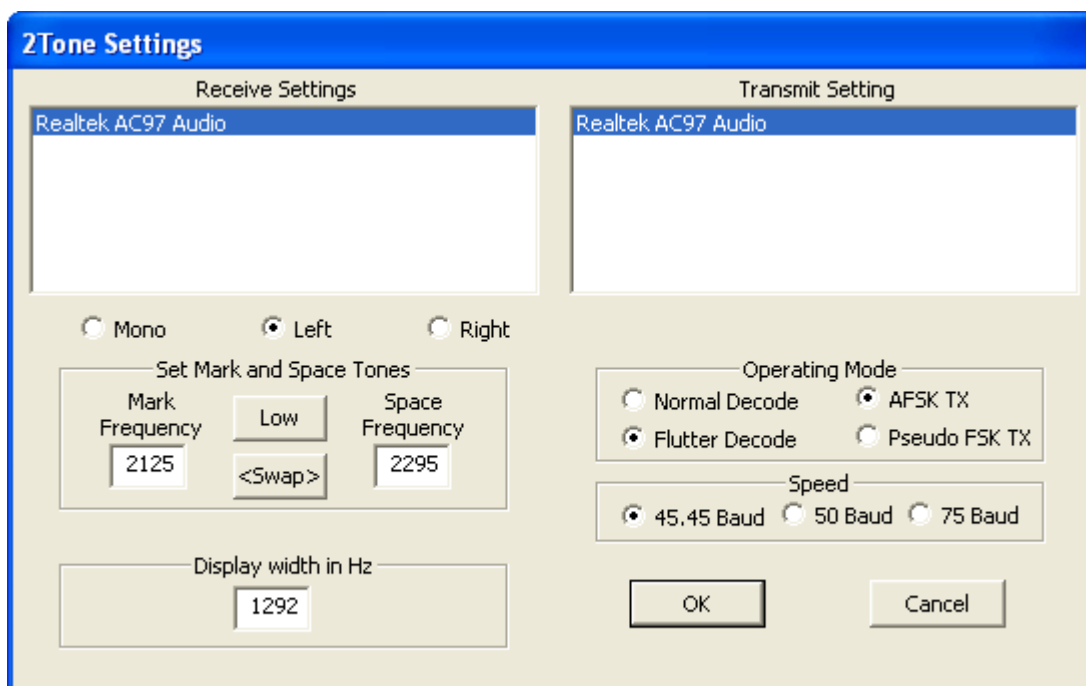 2Tone Settings
Receive Settings
Realtek AC97 Audio
Transmit Setting
Realtek AC97 Audio
Mono Left Right
Set Mark and Space Tones
Mark Frequency
2125
Low
<Swap>
Space Frequency
2295
Operating Mode
Normal Decode AFSK TX
Flutter Decode Pseudo FSK TX
Speed
45.45 Baud 50 Baud 75 Baud
Display width in Hz
1292
OK Cancel